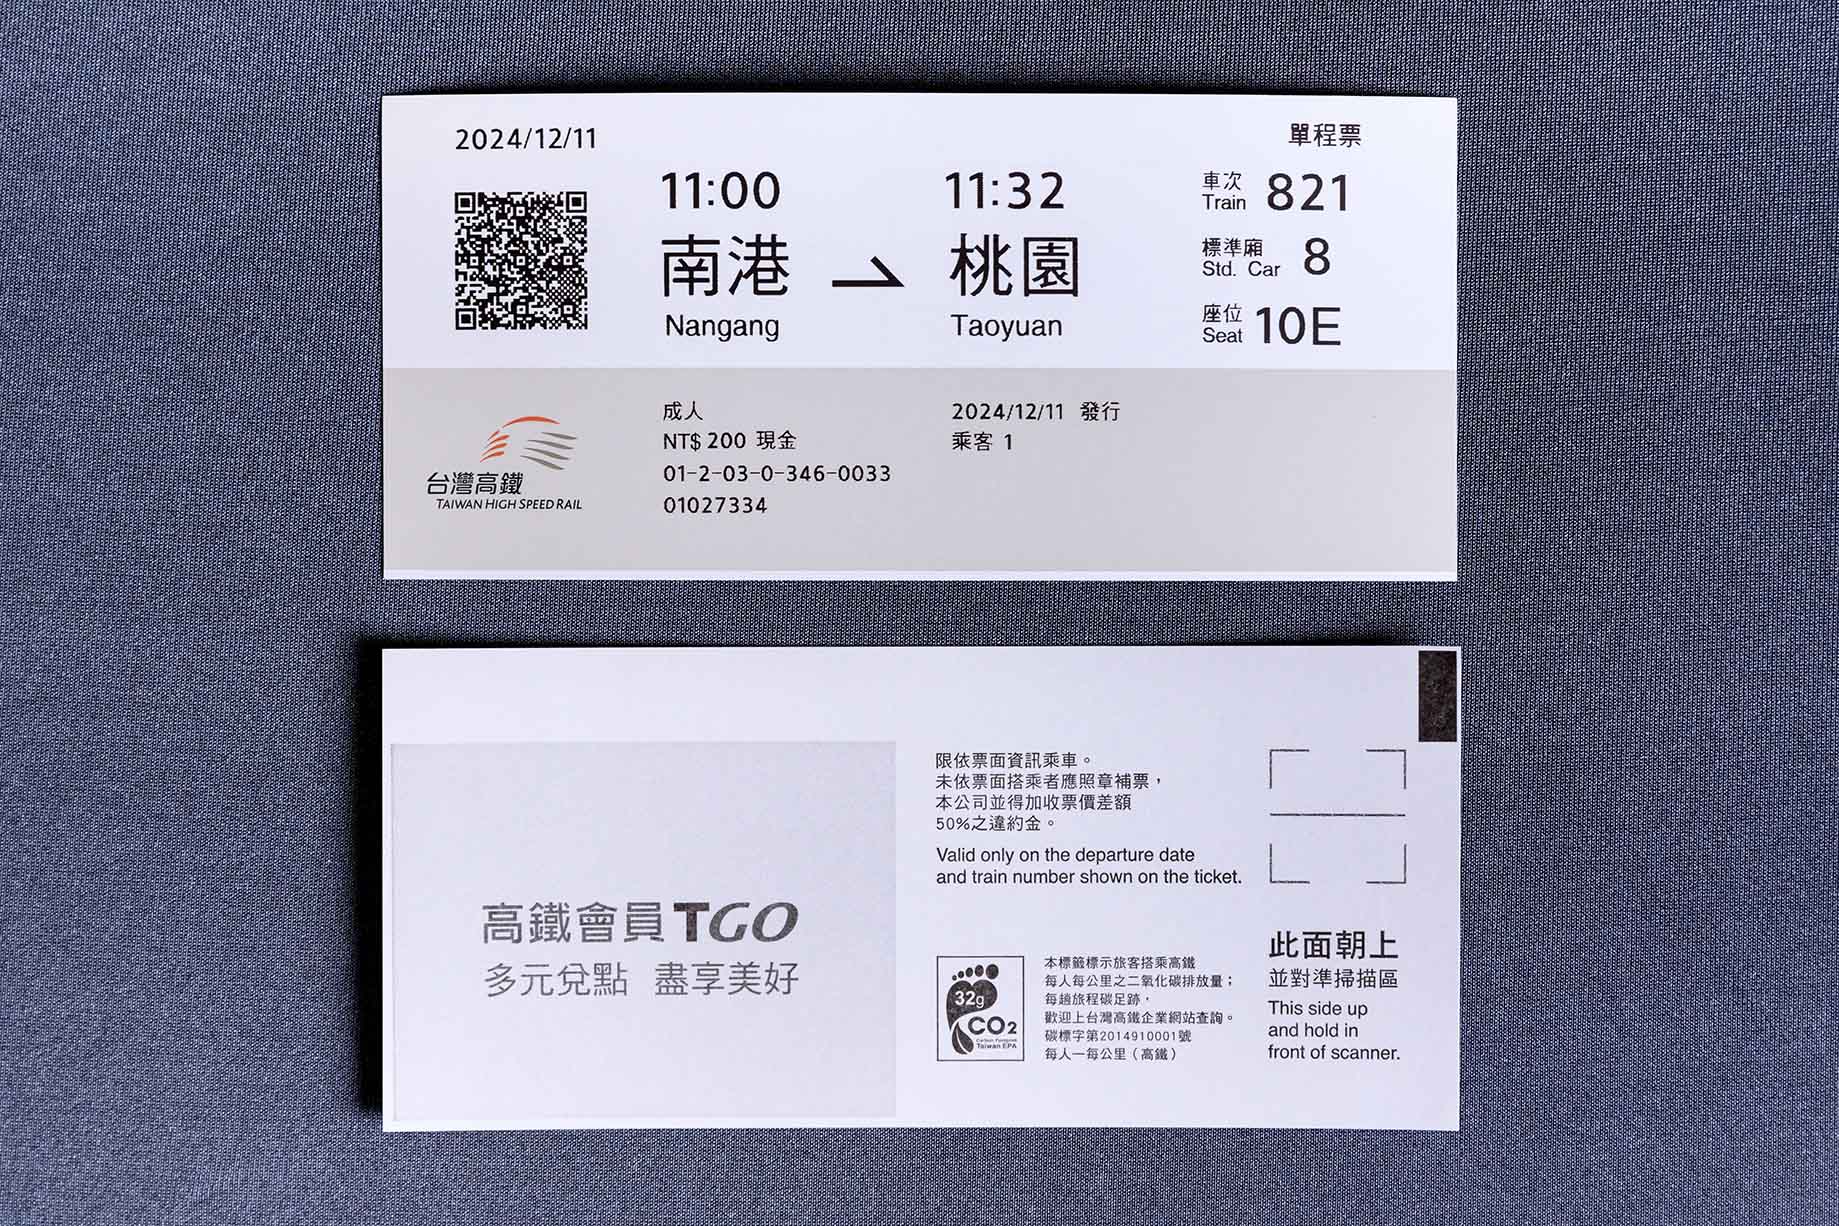 2024/12/11
單程票
11:00
11:32
車次
Train
821
南港
桃園
標準廂
Std. Car
8
Nangang
Taoyuan
座位
Seat
10E
台灣高鐵
TAIWAN HIGH SPEED RAIL
成人
NT$ 200 現金
01-2-03-0-346-0033
01027334
2024/12/11 發行
乘客 1
高鐵會員TGO
多元兌點 盡享美好
限依票面資訊乘車。
未依票面搭乘者應照章補票，
本公司並得加收票價差額
50%之違約金。
Valid only on the departure date
and train number shown on the ticket.
32g
CO2
Carbon Footprint
Taiwan EPA
本標籤標示旅客搭乘高鐵
每人每公里之二氧化碳排放量；
每趟旅程碳足跡，
歡迎上台灣高鐵企業網站查詢。
碳標字第2014910001號
每人一每公里（高鐵）
此面朝上
並對準掃描區
This side up
and hold in
front of scanner.